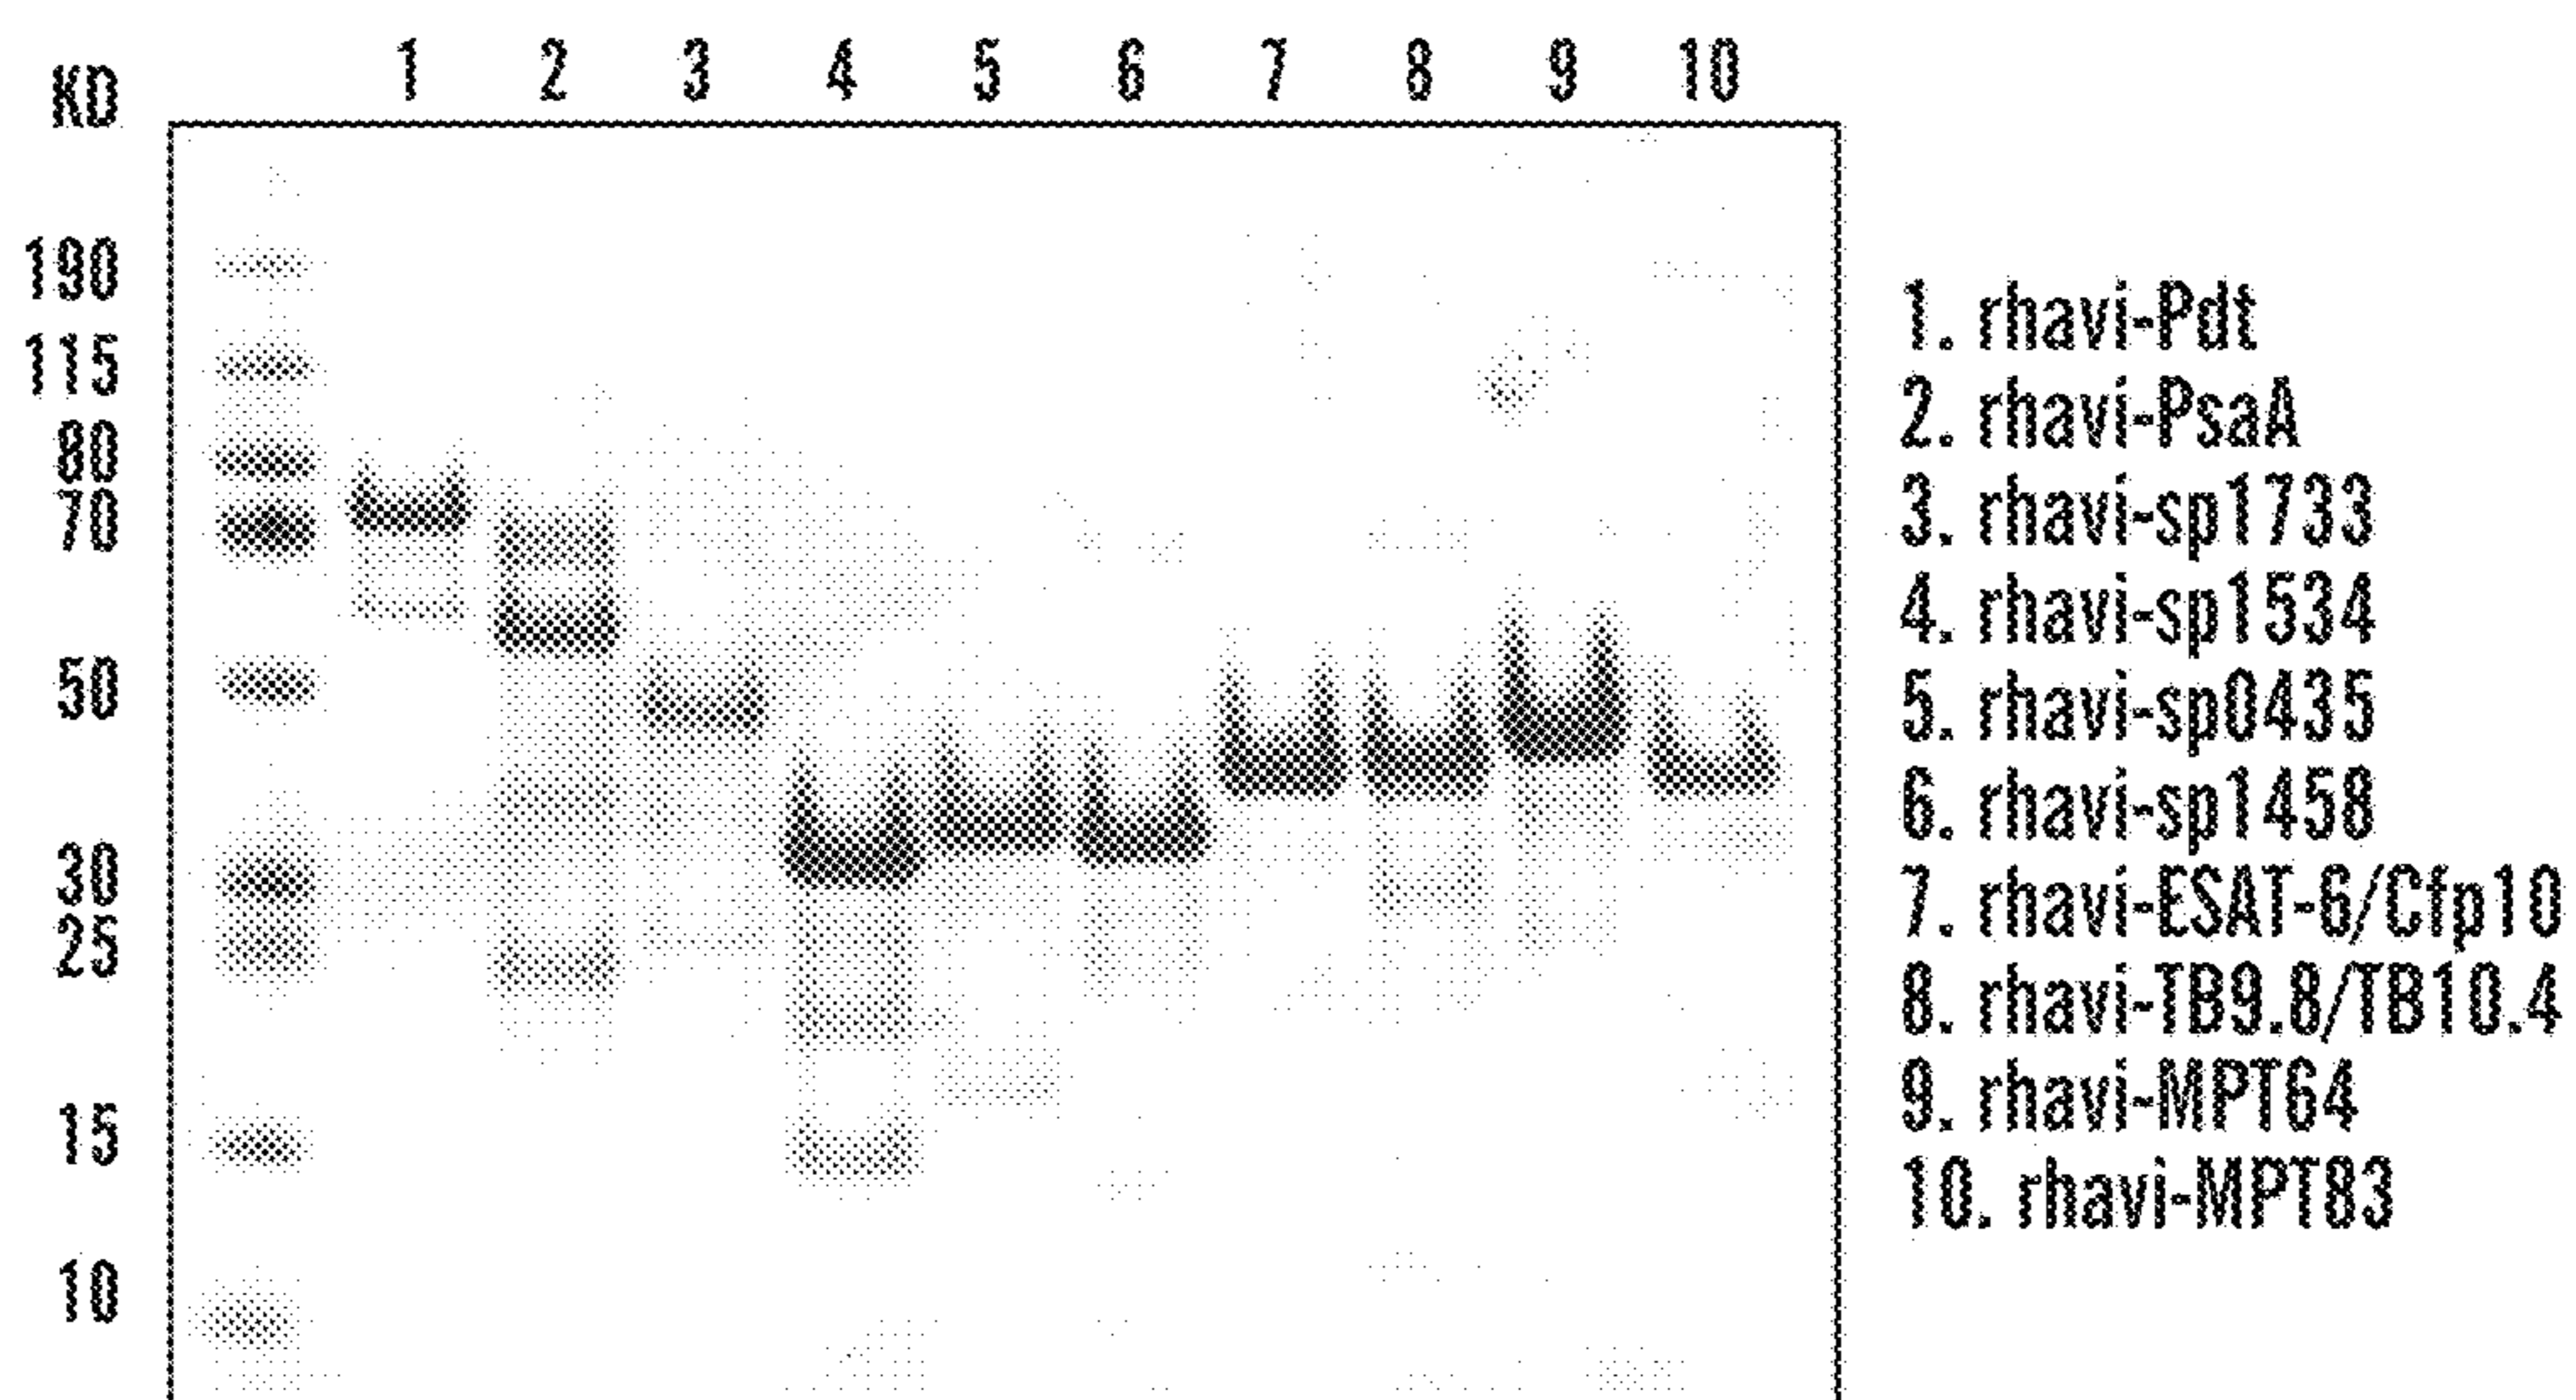 KD 1 2 3 4 5 6 7 8 9 10
190
115
80
70
50
30
25
15
10
1. rhavi-Pdt
2. rhavi-PsaA
3. rhavi-sp1733
4. rhavi-sp1534
5. rhavi-sp0435
6. rhavi-sp1458
7. rhavi-ESAT-6/Cfp10
8. rhavi-TB9.8/TB10.4
9. rhavi-MPT64
10. rhavi-MPT83